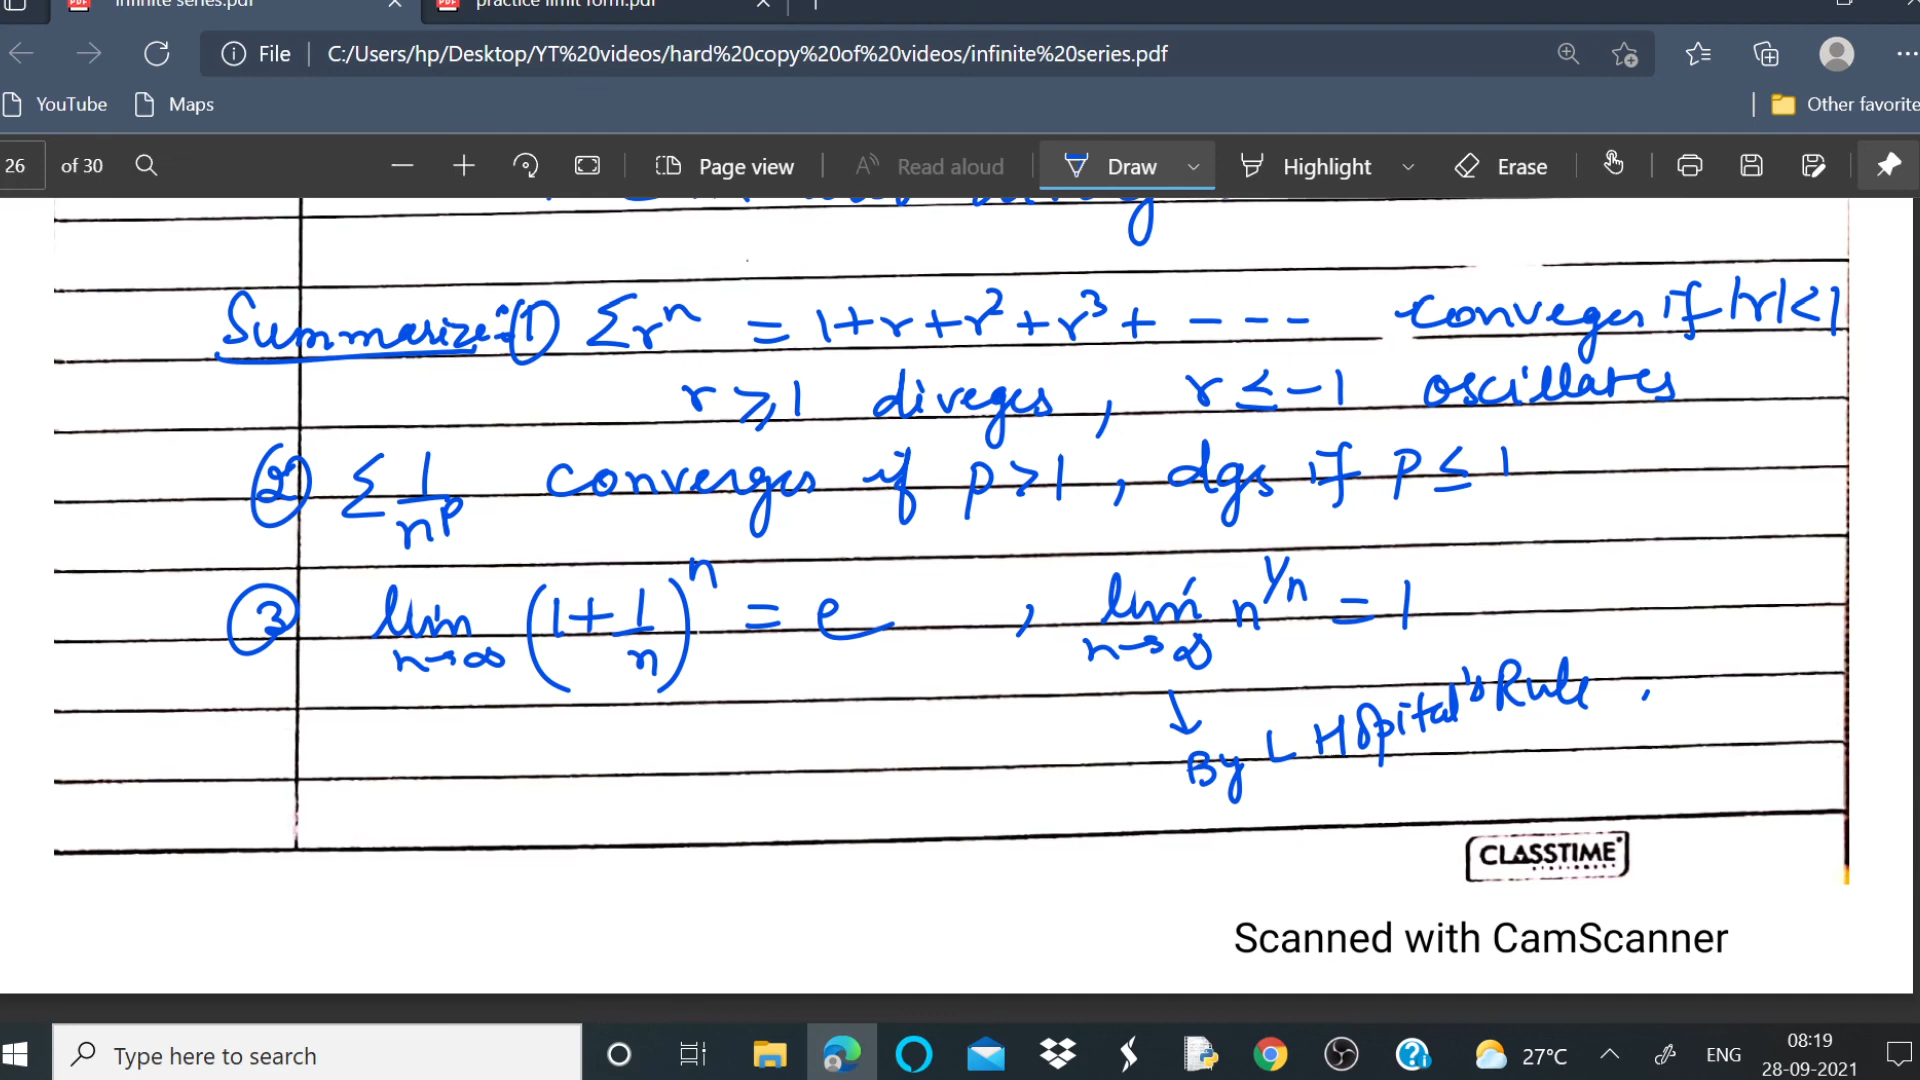 infinite series.pdf
practice limit form.pdf
File C:/Users/hp/Desktop/YT%20videos/hard%20copy%20of%20videos/infinite%20series.pdf
YouTube Maps Other favorite
26 of 30 Page view Read aloud Draw Highlight Erase
Summarize:- (1) Σrⁿ = 1+r+r²+r³+ - - - conveges if |r|<1
r ⩾ 1 diveges , r ≤ -1 oscillates
(2) Σ 1/n^p converges if p>1 , dgs if p ≤ 1
(3) lim n→∞ (1+1/n)^n = e , lim n→∞ n^1/n = 1
↓
By L Hôpital's Rule .
CLASSTIME
Scanned with CamScanner
Type here to search 27°C ENG 08:19
28-09-2021